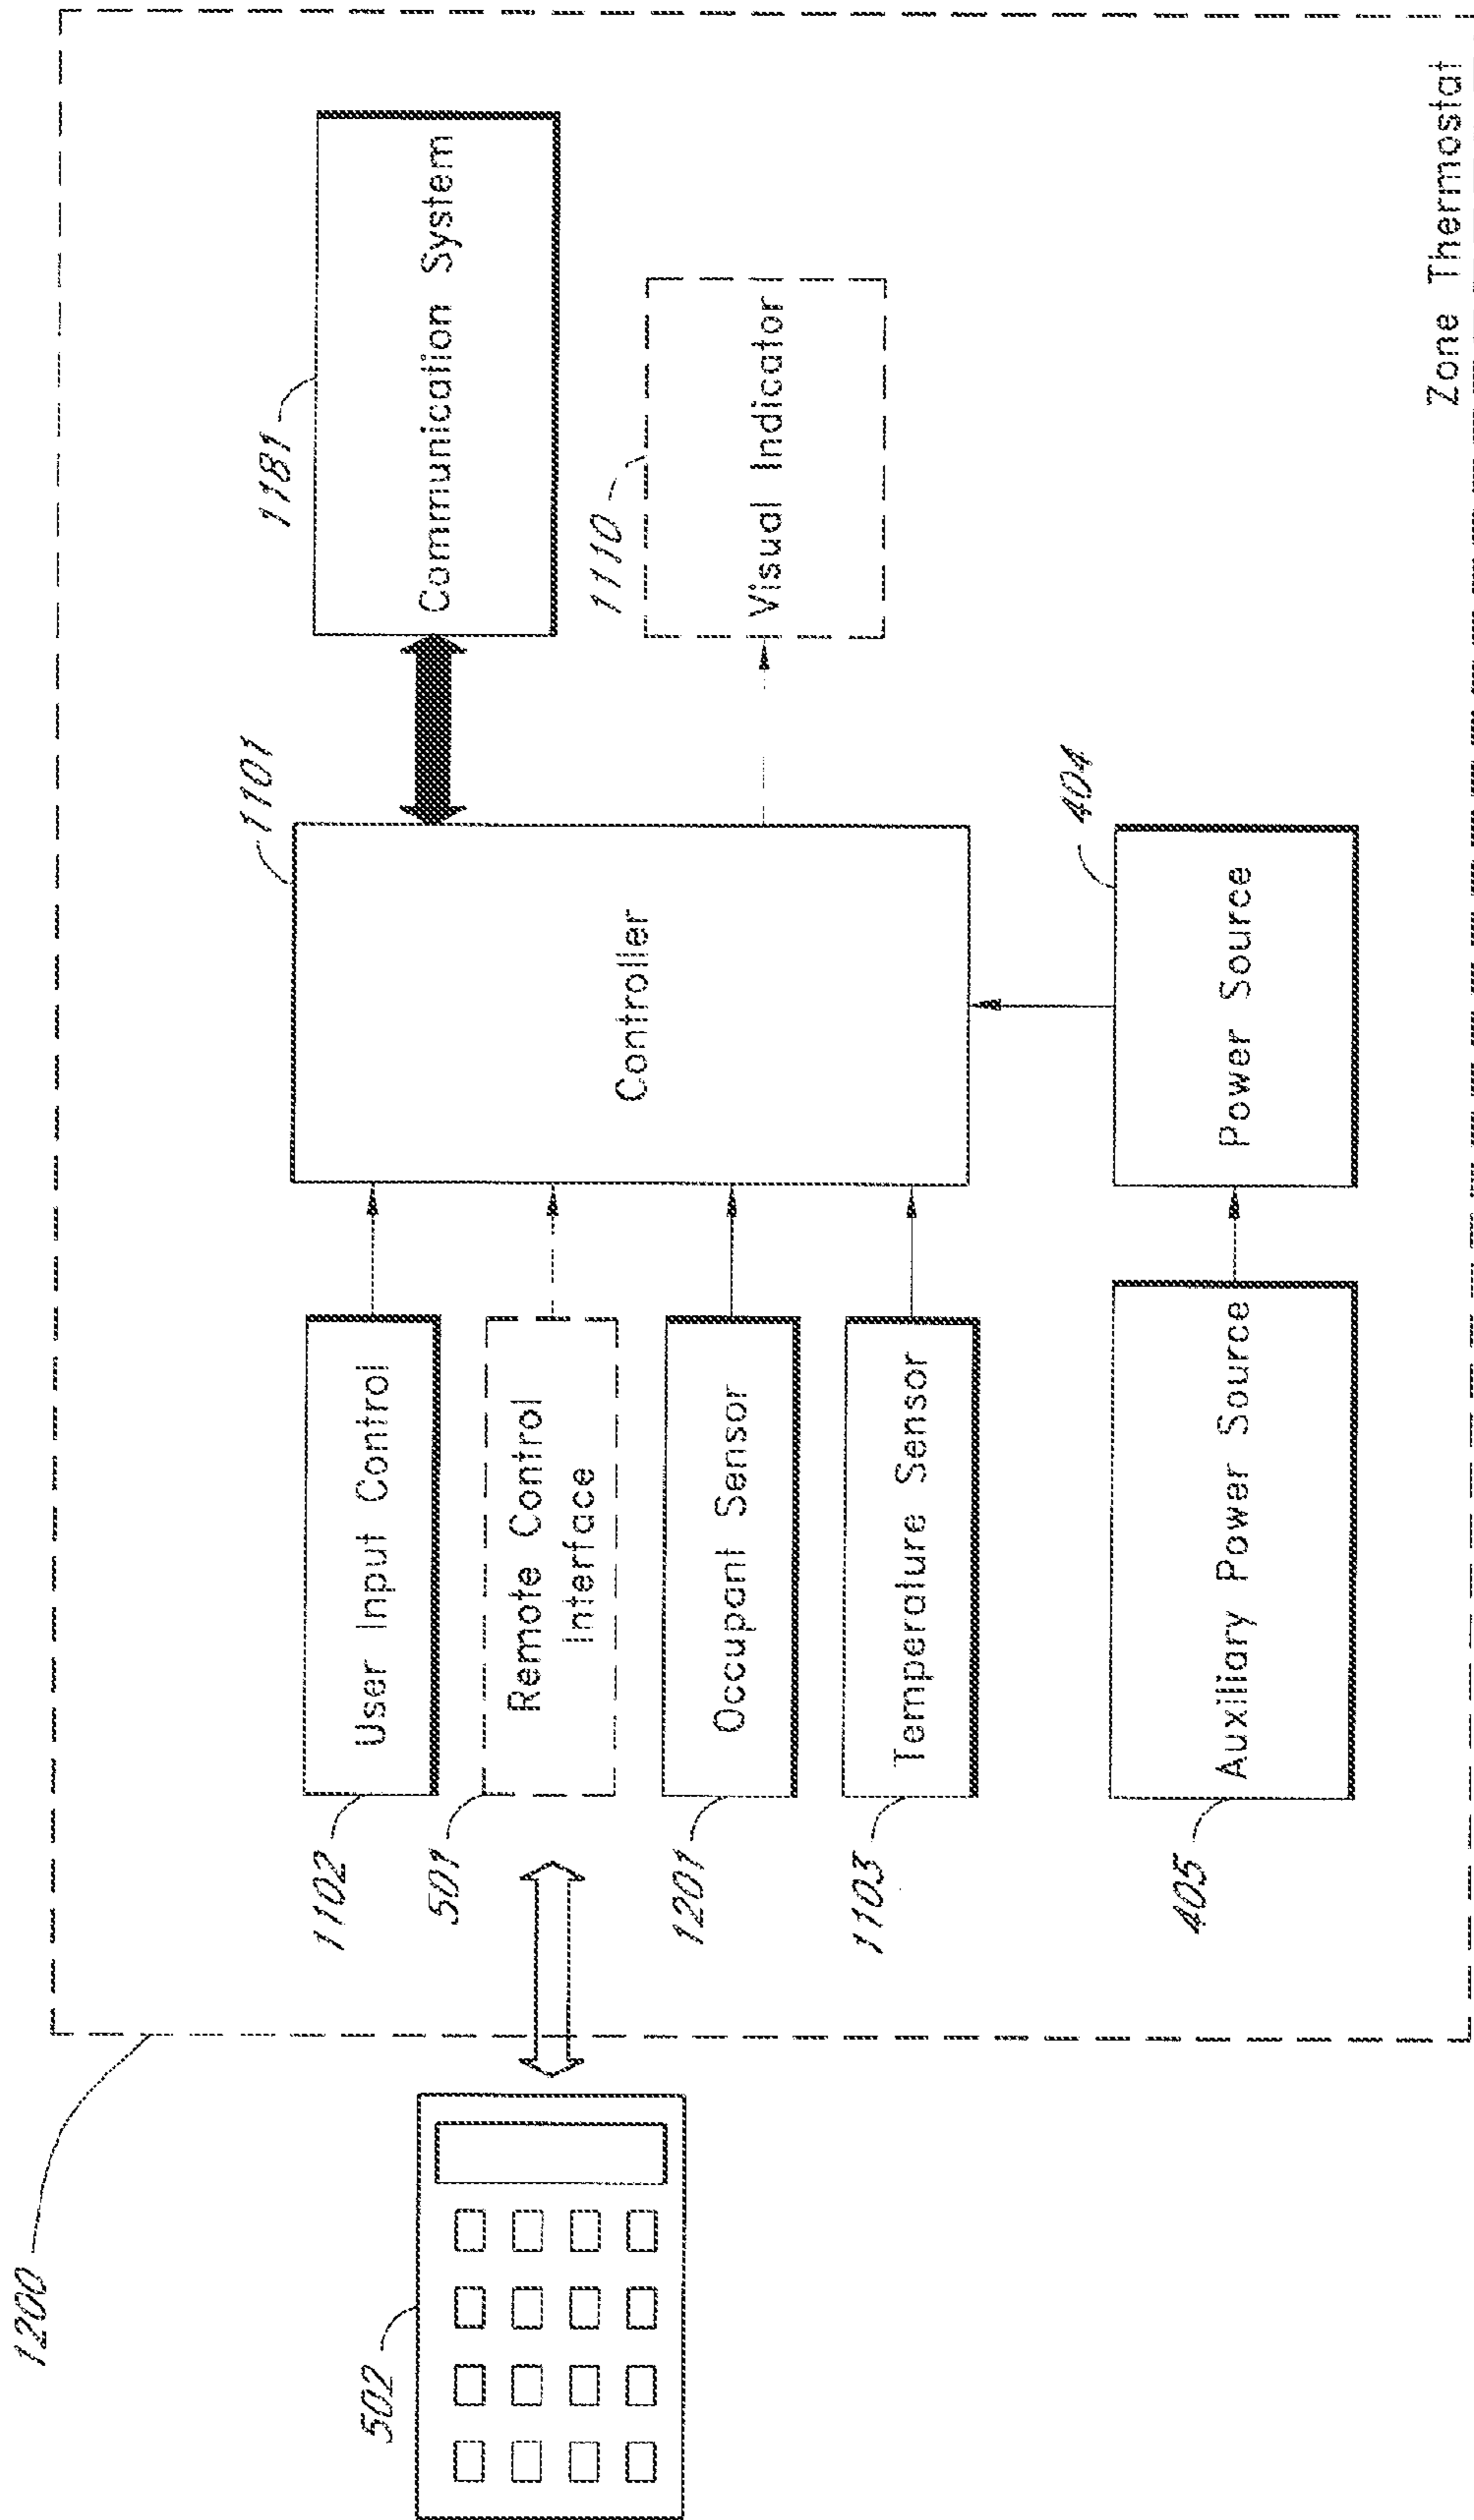 1200
502
1102
User Input Control
501
Remote Control
Interface
1201
Occupant Sensor
1103
Temperature Sensor
405
Auxiliary Power Source
1101
Controller
404
Power Source
1181
Communication System
1110
Visual Indicator
Zone Thermostat